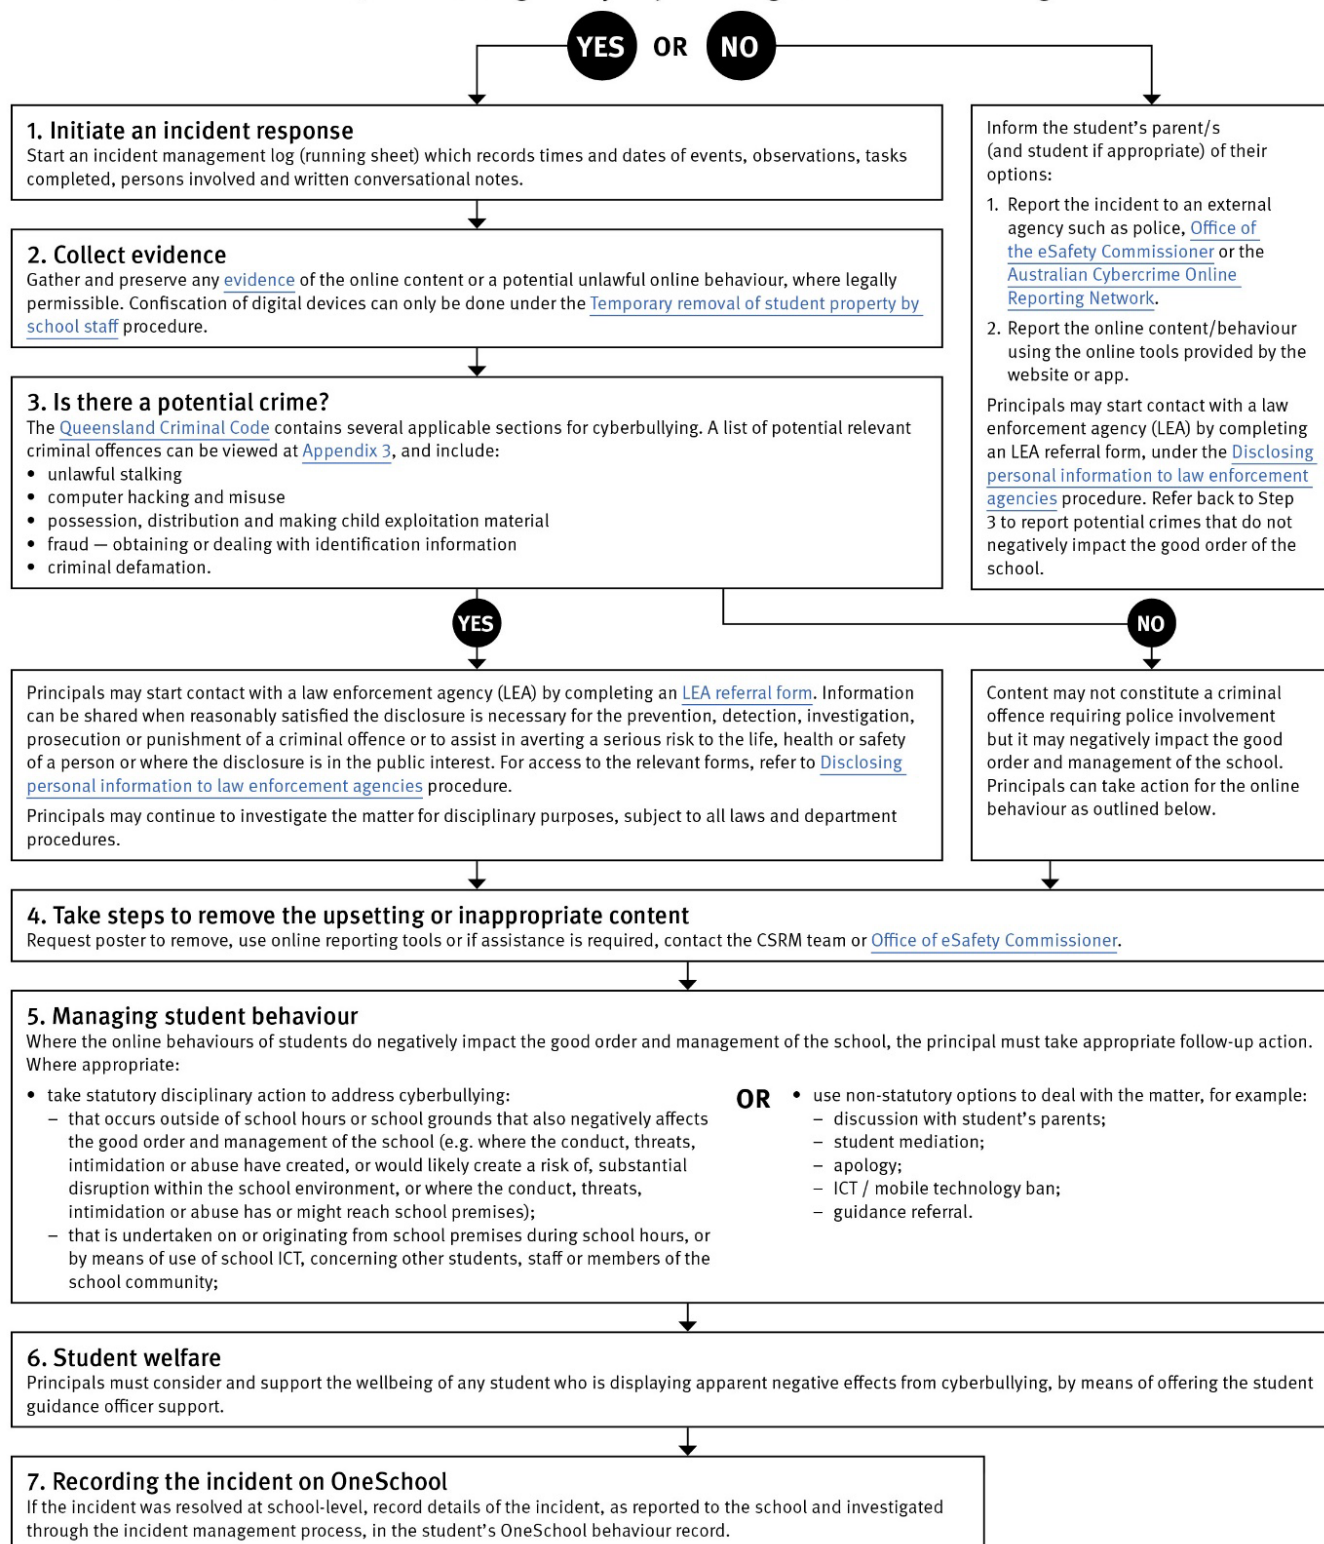 YES OR NO
1. Initiate an incident response
Start an incident management log (running sheet) which records times and dates of events, observations, tasks
completed, persons involved and written conversational notes.
2. Collect evidence
Gather and preserve any evidence of the online content or a potential unlawful online behaviour, where legally
permissible. Confiscation of digital devices can only be done under the Temporary removal of student property by
school staff procedure.
3. Is there a potential crime?
The Queensland Criminal Code contains several applicable sections for cyberbullying. A list of potential relevant
criminal offences can be viewed at Appendix 3, and include:
• unlawful stalking
• computer hacking and misuse
• possession, distribution and making child exploitation material
• fraud — obtaining or dealing with identification information
• criminal defamation.
Inform the student's parent/s
(and student if appropriate) of their
options:
1. Report the incident to an external
agency such as police, Office of
the eSafety Commissioner or the
Australian Cybercrime Online
Reporting Network.
2. Report the online content/behaviour
using the online tools provided by the
website or app.
Principals may start contact with a law
enforcement agency (LEA) by completing
an LEA referral form, under the Disclosing
personal information to law enforcement
agencies procedure. Refer back to Step
3 to report potential crimes that do not
negatively impact the good order of the
school.
YES
NO
Principals may start contact with a law enforcement agency (LEA) by completing an LEA referral form. Information
can be shared when reasonably satisfied the disclosure is necessary for the prevention, detection, investigation,
prosecution or punishment of a criminal offence or to assist in averting a serious risk to the life, health or safety
of a person or where the disclosure is in the public interest. For access to the relevant forms, refer to Disclosing
personal information to law enforcement agencies procedure.
Principals may continue to investigate the matter for disciplinary purposes, subject to all laws and department
procedures.
Content may not constitute a criminal
offence requiring police involvement
but it may negatively impact the good
order and management of the school.
Principals can take action for the online
behaviour as outlined below.
4. Take steps to remove the upsetting or inappropriate content
Request poster to remove, use online reporting tools or if assistance is required, contact the CSRM team or Office of eSafety Commissioner.
5. Managing student behaviour
Where the online behaviours of students do negatively impact the good order and management of the school, the principal must take appropriate follow-up action.
Where appropriate:
• take statutory disciplinary action to address cyberbullying:
– that occurs outside of school hours or school grounds that also negatively affects
the good order and management of the school (e.g. where the conduct, threats,
intimidation or abuse have created, or would likely create a risk of, substantial
disruption within the school environment, or where the conduct, threats,
intimidation or abuse has or might reach school premises);
– that is undertaken on or originating from school premises during school hours, or
by means of use of school ICT, concerning other students, staff or members of the
school community;
OR
• use non-statutory options to deal with the matter, for example:
– discussion with student's parents;
– student mediation;
– apology;
– ICT / mobile technology ban;
– guidance referral.
6. Student welfare
Principals must consider and support the wellbeing of any student who is displaying apparent negative effects from cyberbullying, by means of offering the student
guidance officer support.
7. Recording the incident on OneSchool
If the incident was resolved at school-level, record details of the incident, as reported to the school and investigated
through the incident management process, in the student's OneSchool behaviour record.